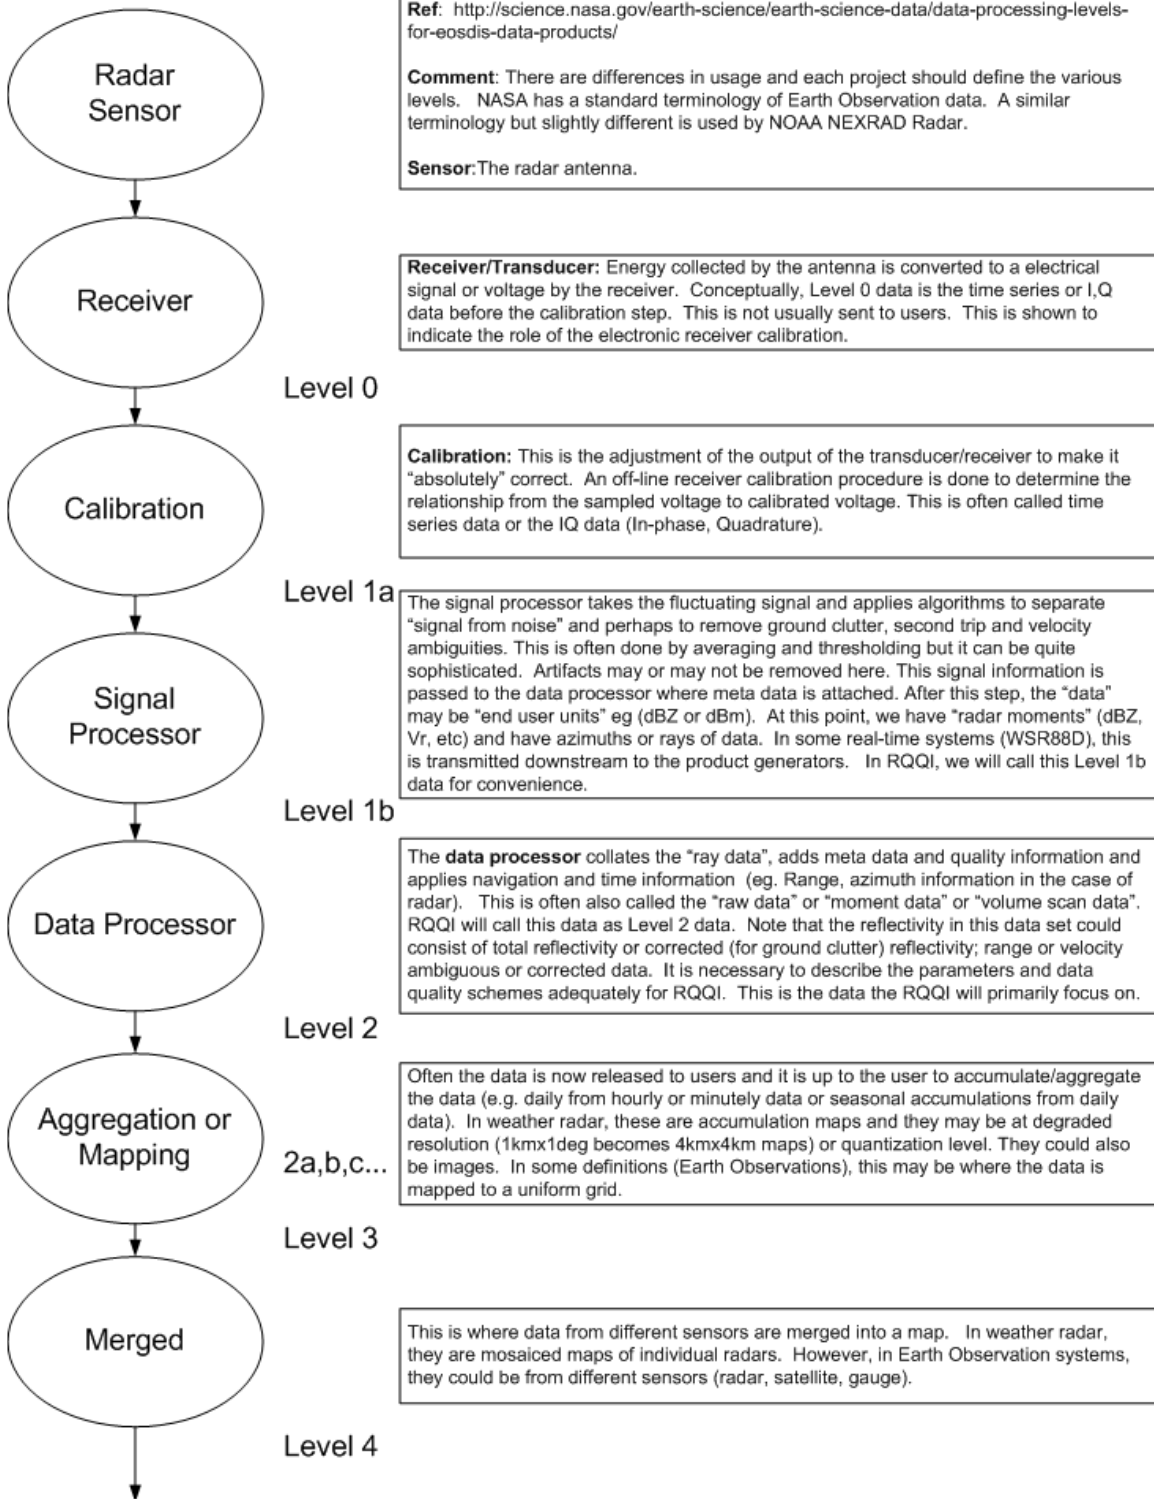 Radar
Sensor
Ref: http://science.nasa.gov/earth-science/earth-science-data/data-processing-levels-
for-eosdis-data-products/
Comment: There are differences in usage and each project should define the various
levels. NASA has a standard terminology of Earth Observation data. A similar
terminology but slightly different is used by NOAA NEXRAD Radar.
Sensor:The radar antenna.
Receiver
Receiver/Transducer: Energy collected by the antenna is converted to a electrical
signal or voltage by the receiver. Conceptually, Level 0 data is the time series or I,Q
data before the calibration step. This is not usually sent to users. This is shown to
indicate the role of the electronic receiver calibration.
Level 0
Calibration
Calibration: This is the adjustment of the output of the transducer/receiver to make it
“absolutely” correct. An off-line receiver calibration procedure is done to determine the
relationship from the sampled voltage to calibrated voltage. This is often called time
series data or the IQ data (In-phase, Quadrature).
Level 1a
Signal
Processor
The signal processor takes the fluctuating signal and applies algorithms to separate
“signal from noise” and perhaps to remove ground clutter, second trip and velocity
ambiguities. This is often done by averaging and thresholding but it can be quite
sophisticated. Artifacts may or may not be removed here. This signal information is
passed to the data processor where meta data is attached. After this step, the “data”
may be “end user units” eg (dBZ or dBm). At this point, we have “radar moments” (dBZ,
Vr, etc) and have azimuths or rays of data. In some real-time systems (WSR88D), this
is transmitted downstream to the product generators. In RQQI, we will call this Level 1b
data for convenience.
Level 1b
Data Processor
The data processor collates the “ray data”, adds meta data and quality information and
applies navigation and time information (eg. Range, azimuth information in the case of
radar). This is often also called the “raw data” or “moment data” or “volume scan data”.
RQQI will call this data as Level 2 data. Note that the reflectivity in this data set could
consist of total reflectivity or corrected (for ground clutter) reflectivity; range or velocity
ambiguous or corrected data. It is necessary to describe the parameters and data
quality schemes adequately for RQQI. This is the data the RQQI will primarily focus on.
Level 2
Aggregation or
Mapping
2a,b,c...
Often the data is now released to users and it is up to the user to accumulate/aggregate
the data (e.g. daily from hourly or minutely data or seasonal accumulations from daily
data). In weather radar, these are accumulation maps and they may be at degraded
resolution (1kmx1deg becomes 4kmx4km maps) or quantization level. They could also
be images. In some definitions (Earth Observations), this may be where the data is
mapped to a uniform grid.
Level 3
Merged
This is where data from different sensors are merged into a map. In weather radar,
they are mosaiced maps of individual radars. However, in Earth Observation systems,
they could be from different sensors (radar, satellite, gauge).
Level 4